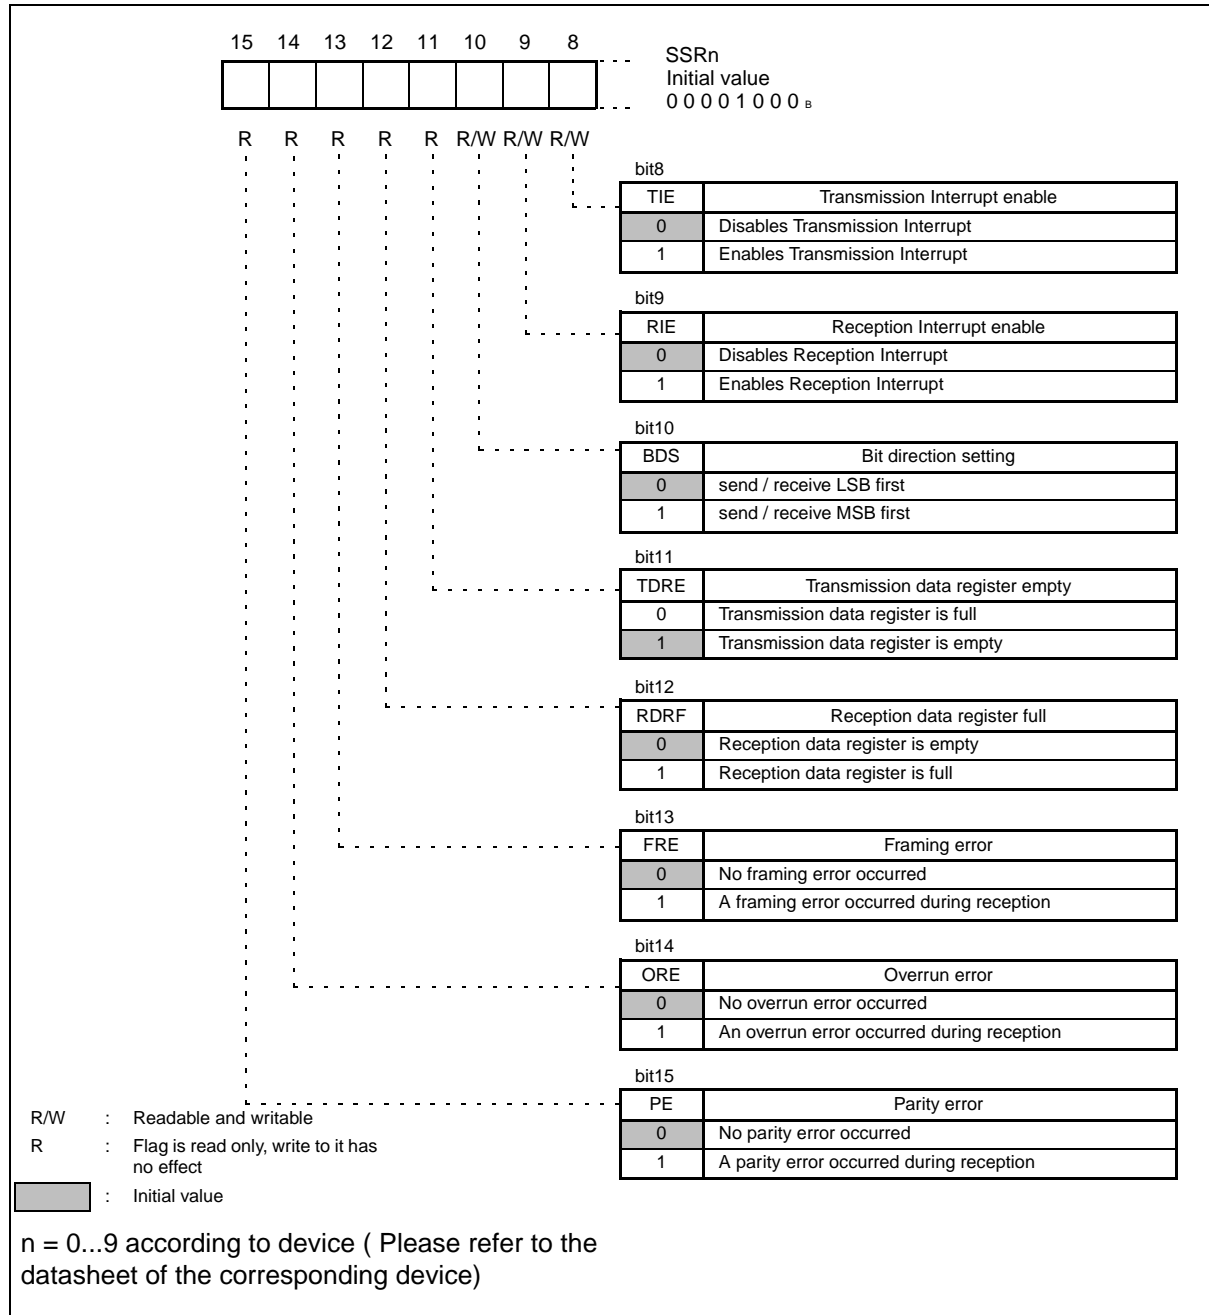 15 14 13 12 11 10 9 8
SSRn
Initial value
0 0 0 0 1 0 0 0 B
R R R R R R/W R/W R/W
bit8
TIE Transmission Interrupt enable
0 Disables Transmission Interrupt
1 Enables Transmission Interrupt
bit9
RIE Reception Interrupt enable
0 Disables Reception Interrupt
1 Enables Reception Interrupt
bit10
BDS Bit direction setting
0 send / receive LSB first
1 send / receive MSB first
bit11
TDRE Transmission data register empty
0 Transmission data register is full
1 Transmission data register is empty
bit12
RDRF Reception data register full
0 Reception data register is empty
1 Reception data register is full
bit13
FRE Framing error
0 No framing error occurred
1 A framing error occurred during reception
bit14
ORE Overrun error
0 No overrun error occurred
1 An overrun error occurred during reception
bit15
PE Parity error
0 No parity error occurred
1 A parity error occurred during reception
R/W : Readable and writable
R : Flag is read only, write to it has
no effect
: Initial value
n = 0...9 according to device ( Please refer to the
datasheet of the corresponding device)